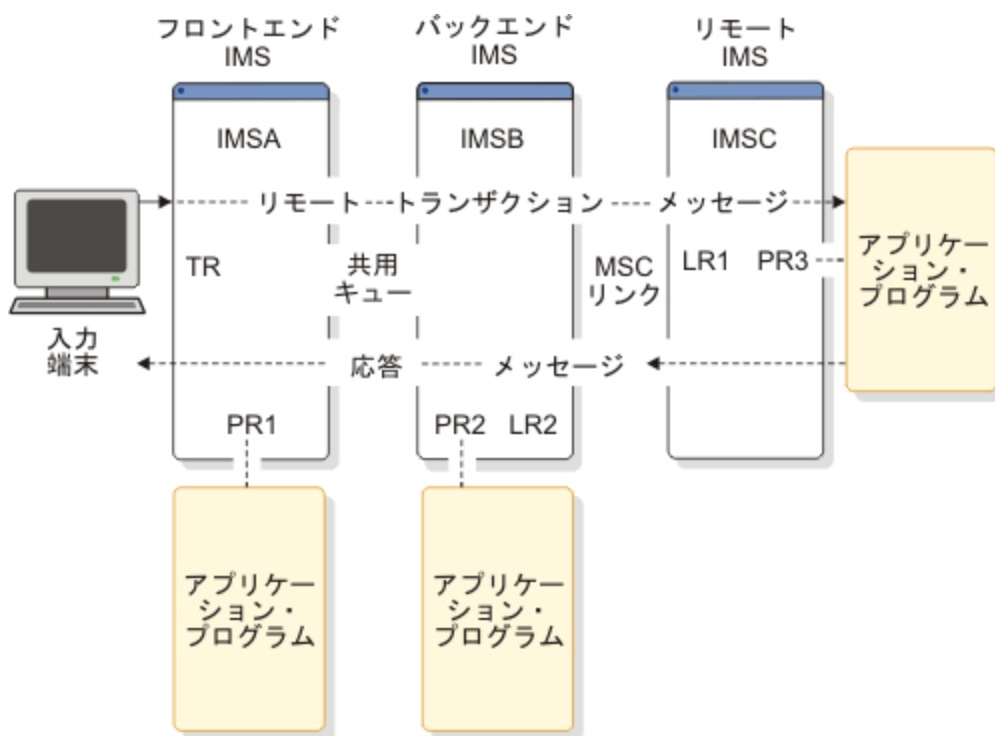 フロントエンド
IMS
バックエンド
IMS
リモート
IMS
IMSA
IMSB
IMSC
リモート
トランザクション
メッセージ
TR
共用
キュー
MSC
リンク
LR1
PR3
アプリケー
ション・
プログラム
入力
端末
応答
メッセージ
PR1
PR2
LR2
アプリケー
ション・
プログラム
アプリケー
ション・
プログラム